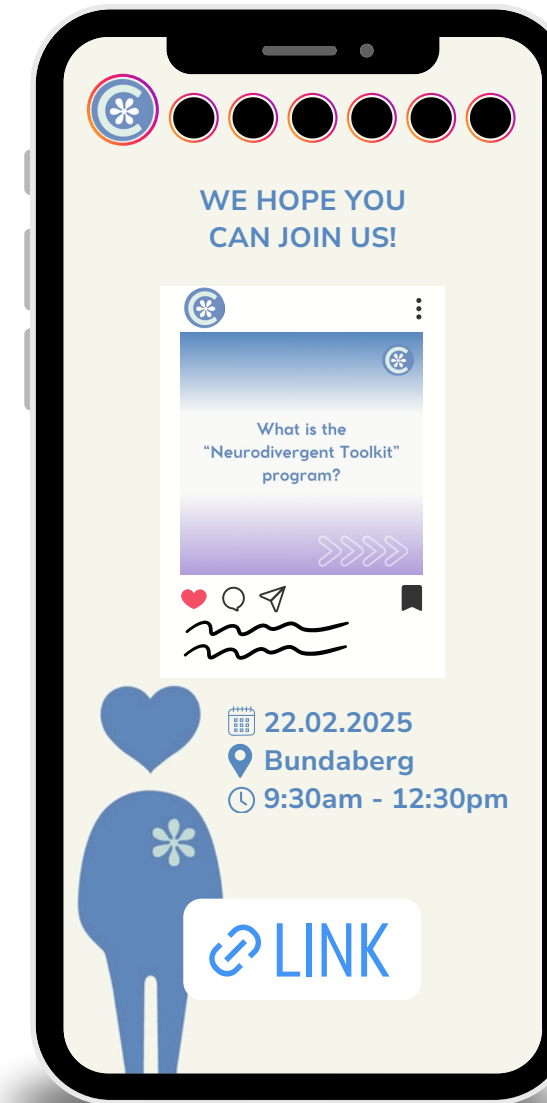 WE HOPE YOU
CAN JOIN US!
What is the
“Neurodivergent Toolkit”
program?
22.02.2025
Bundaberg
9:30am - 12:30pm
LINK